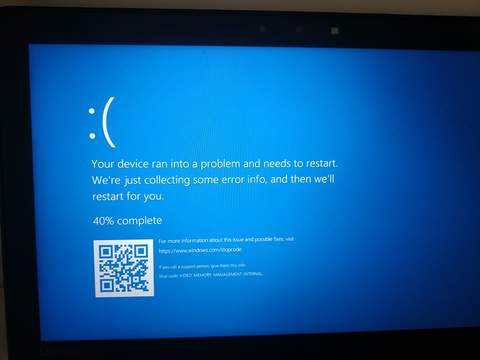 :(
Your device ran into a problem and needs to restart.
We're just collecting some error info, and then we'll
restart for you.
40% complete
For more information about this issue and possible fixes, visit
https://www.windows.com/stopcode
If you call a support person, give them this info:
Stop code: VIDEO MEMORY MANAGEMENT INTERNAL